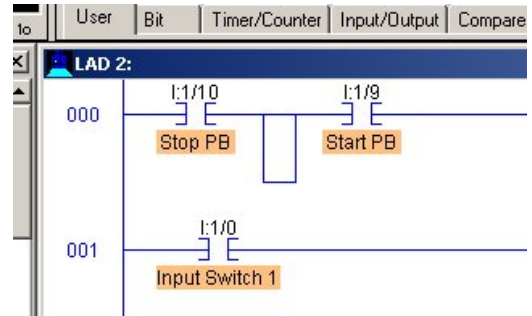 1o
User Bit Timer/Counter Input/Output Compare
LAD 2:
I:1/10 I:1/9
000
Stop PB Start PB
I:1/0
001
Input Switch 1